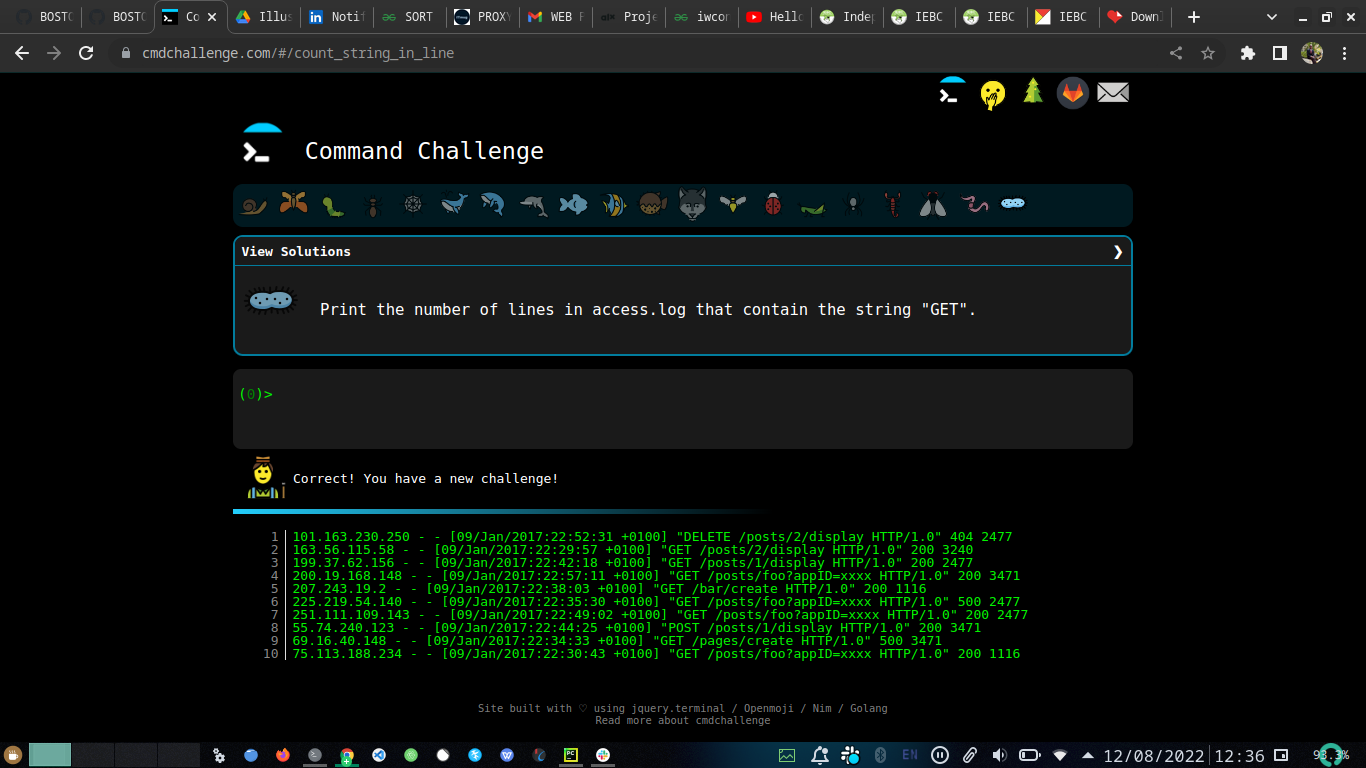 BOSTC
BOSTC
Co
Illus
Notif
SORT
PROXY
WEB F
Proje
iwcor
Hello
Indep
IEBC
IEBC
IEBC
Downl
cmdchallenge.com/#/count_string_in_line
Command Challenge
View Solutions
Print the number of lines in access.log that contain the string "GET".
(0)>
Correct! You have a new challenge!
1 101.163.230.250 - - [09/Jan/2017:22:52:31 +0100] "DELETE /posts/2/display HTTP/1.0" 404 2477
2 163.56.115.58 - - [09/Jan/2017:22:29:57 +0100] "GET /posts/2/display HTTP/1.0" 200 3240
3 199.37.62.156 - - [09/Jan/2017:22:42:18 +0100] "GET /posts/1/display HTTP/1.0" 200 2477
4 200.19.168.148 - - [09/Jan/2017:22:57:11 +0100] "GET /posts/foo?appID=xxxx HTTP/1.0" 200 3471
5 207.243.19.2 - - [09/Jan/2017:22:38:03 +0100] "GET /bar/create HTTP/1.0" 200 1116
6 225.219.54.140 - - [09/Jan/2017:22:35:30 +0100] "GET /posts/foo?appID=xxxx HTTP/1.0" 500 2477
7 251.111.109.143 - - [09/Jan/2017:22:49:02 +0100] "GET /posts/foo?appID=xxxx HTTP/1.0" 200 2477
8 55.74.240.123 - - [09/Jan/2017:22:44:25 +0100] "POST /posts/1/display HTTP/1.0" 200 3471
9 69.16.40.148 - - [09/Jan/2017:22:34:33 +0100] "GET /pages/create HTTP/1.0" 500 3471
10 75.113.188.234 - - [09/Jan/2017:22:30:43 +0100] "GET /posts/foo?appID=xxxx HTTP/1.0" 200 1116
Site built with ♡ using jquery.terminal / Openmoji / Nim / Golang
Read more about cmdchallenge
EN
12/08/2022 12:36
93.3%